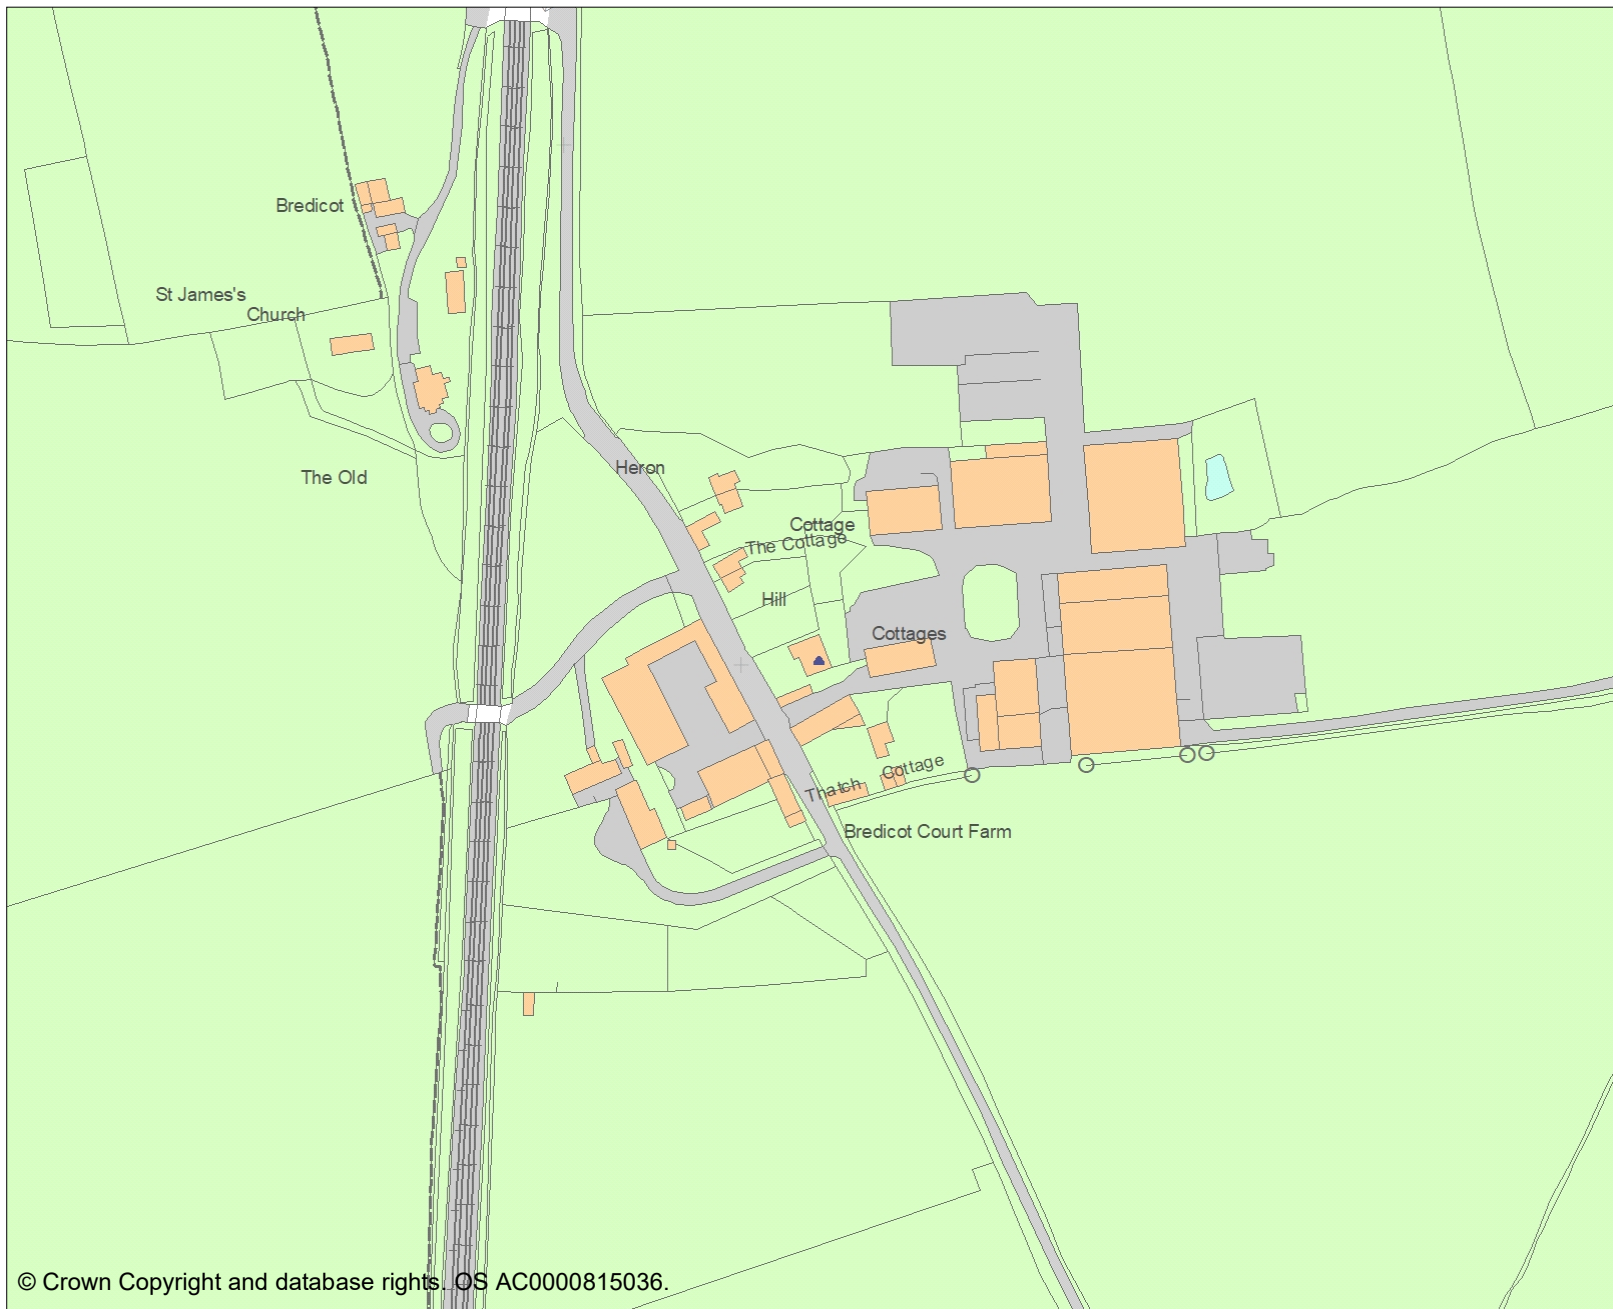 Bredicot
St James's
Church
Heron
The Old
Cottage
The Cottage
Hill
Cottages
Cottage
Thatch
Bredicot Court Farm
© Crown Copyright and database rights. OS AC0000815036.